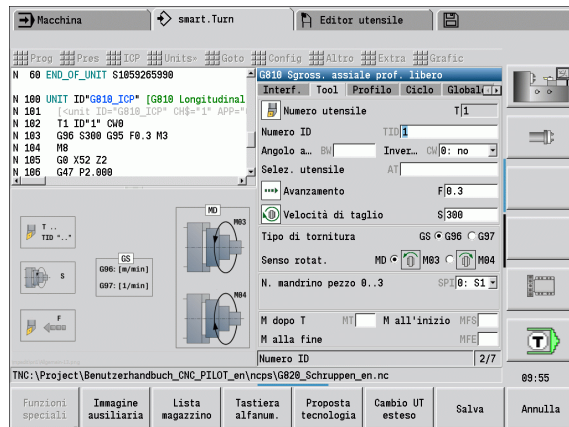 Macchina
smart.Turn
Editor utensile
Prog Pres ICP Units» Goto Config Altro Extra Grafic
N 60 END_OF_UNIT S1059265990
N 100 UNIT ID"G810_ICP" [G810 Longitudinal
N 101 [<unit ID="G810_ICP" CH$="1" APP="
N 102 T1 ID"1" CW0
N 103 G96 S300 G95 F0.3 M3
N 104 M8
N 105 G0 X52 Z2
N 106 G47 P2.000
G810 Sgross. assiale prof. libero
Interf. Tool Profilo Ciclo Global
Numero utensile T 1
Numero ID TID 1
Angolo a… BW Inver… CW 0: no
Selez. utensile AT
Avanzamento F 0.3
Velocità di taglio S 300
Tipo di tornitura GS G96 G97
Senso rotat. MD M03 M04
N. mandrino pezzo 0..3 SPI 0: S1
M dopo T MT M all'inizio MFS
M alla fine MFE
Numero ID 2/7
T ..
TID ".."
S
F
GS
G96: [m/min]
G97: [1/min]
MD
M03
M04
T
TNC:\Project\Benutzerhandbuch_CNC_PILOT_en\ncps\G820_Schruppen_en.nc
09:55
Funzioni speciali
Immagine ausiliaria
Lista magazzino
Tastiera alfanum.
Proposta tecnologia
Cambio UT esteso
Salva
Annulla